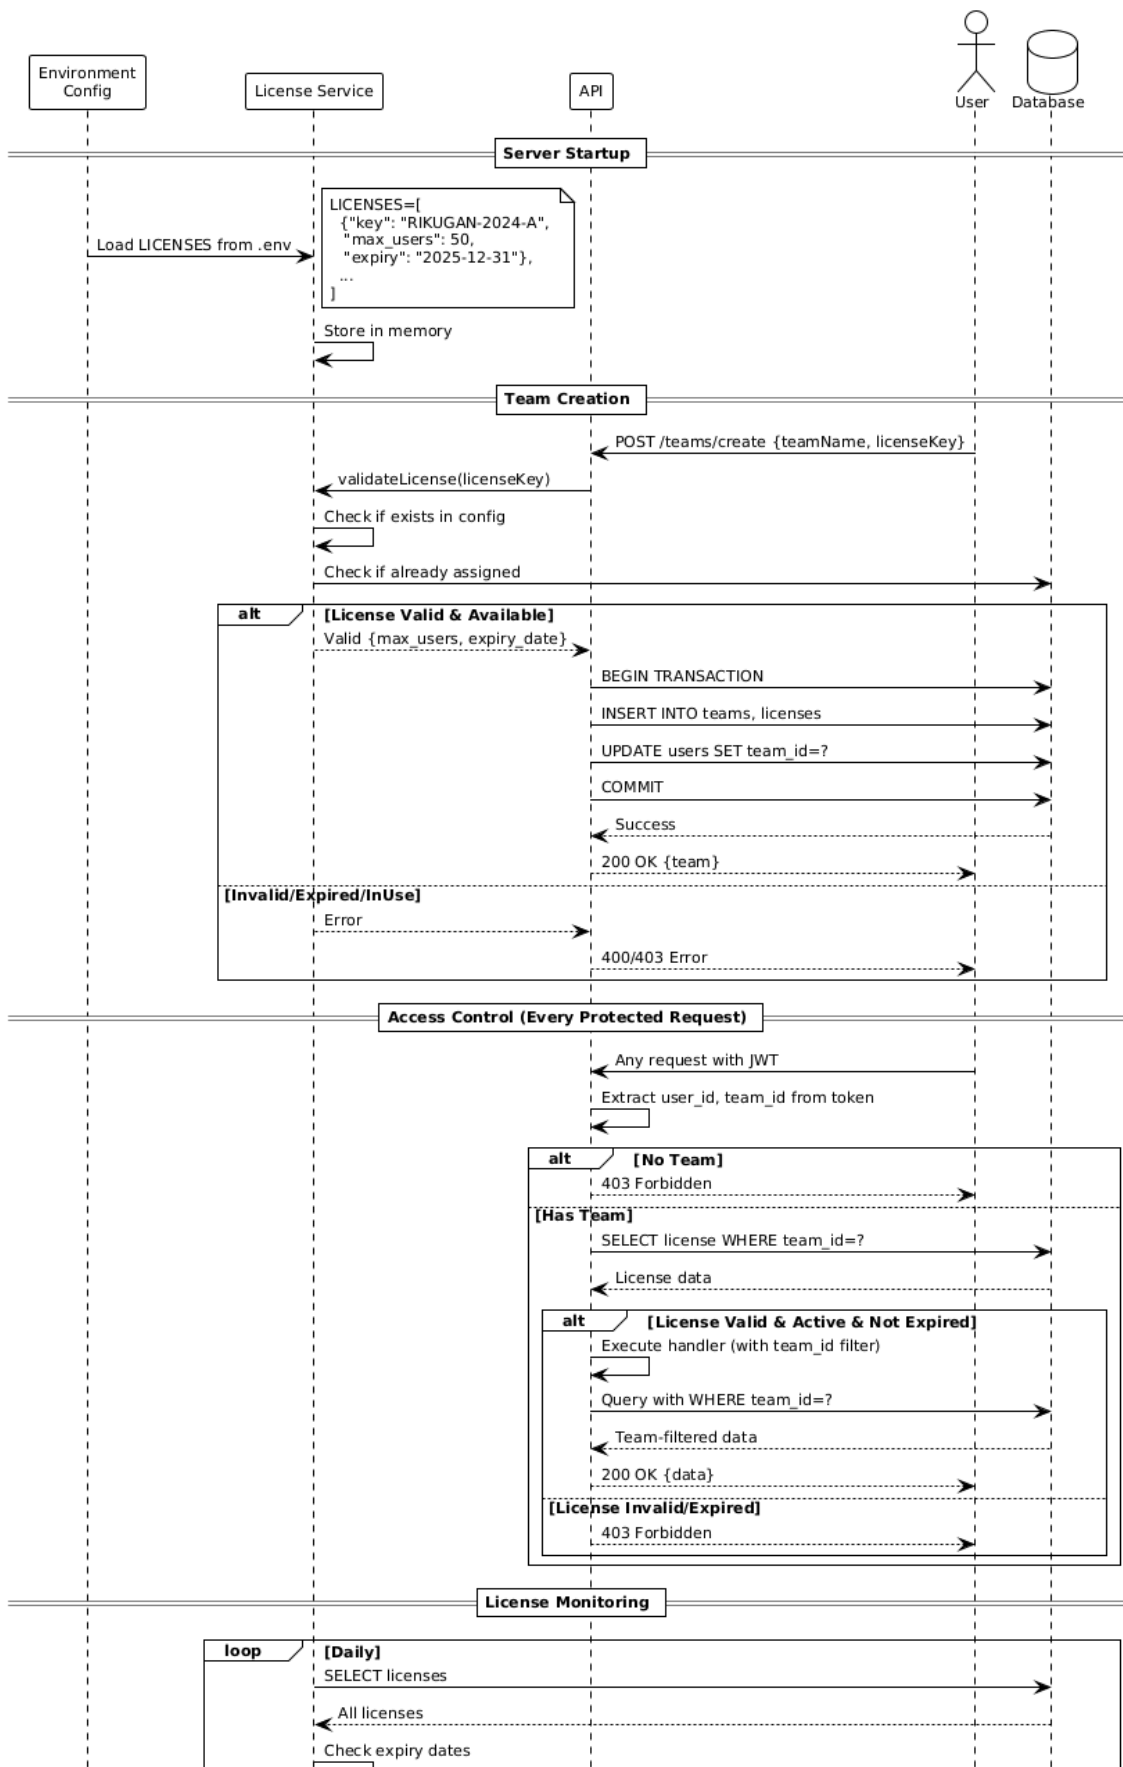 Environment
Config
License Service
API
User
Database
Server Startup
LICENSES=[
{"key": "RIKUGAN-2024-A",
"max_users": 50,
"expiry": "2025-12-31"},
...
]
Load LICENSES from .env
Store in memory
Team Creation
POST /teams/create {teamName, licenseKey}
validateLicense(licenseKey)
Check if exists in config
Check if already assigned
alt [License Valid & Available]
Valid {max_users, expiry_date}
BEGIN TRANSACTION
INSERT INTO teams, licenses
UPDATE users SET team_id=?
COMMIT
Success
200 OK {team}
[Invalid/Expired/InUse]
Error
400/403 Error
Access Control (Every Protected Request)
Any request with JWT
Extract user_id, team_id from token
alt [No Team]
403 Forbidden
[Has Team]
SELECT license WHERE team_id=?
License data
alt [License Valid & Active & Not Expired]
Execute handler (with team_id filter)
Query with WHERE team_id=?
Team-filtered data
200 OK {data}
[License Invalid/Expired]
403 Forbidden
License Monitoring
loop [Daily]
SELECT licenses
All licenses
Check expiry dates